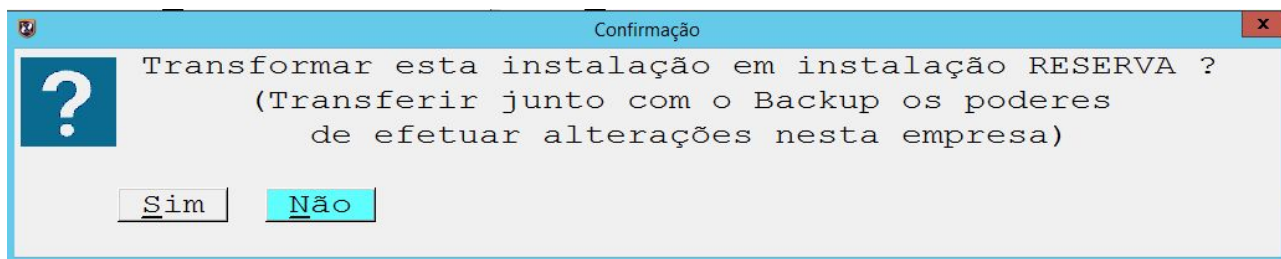 Confirmação
x
Transformar esta instalação em instalação RESERVA ?
(Transferir junto com o Backup os poderes
de efetuar alterações nesta empresa)
Sim Não